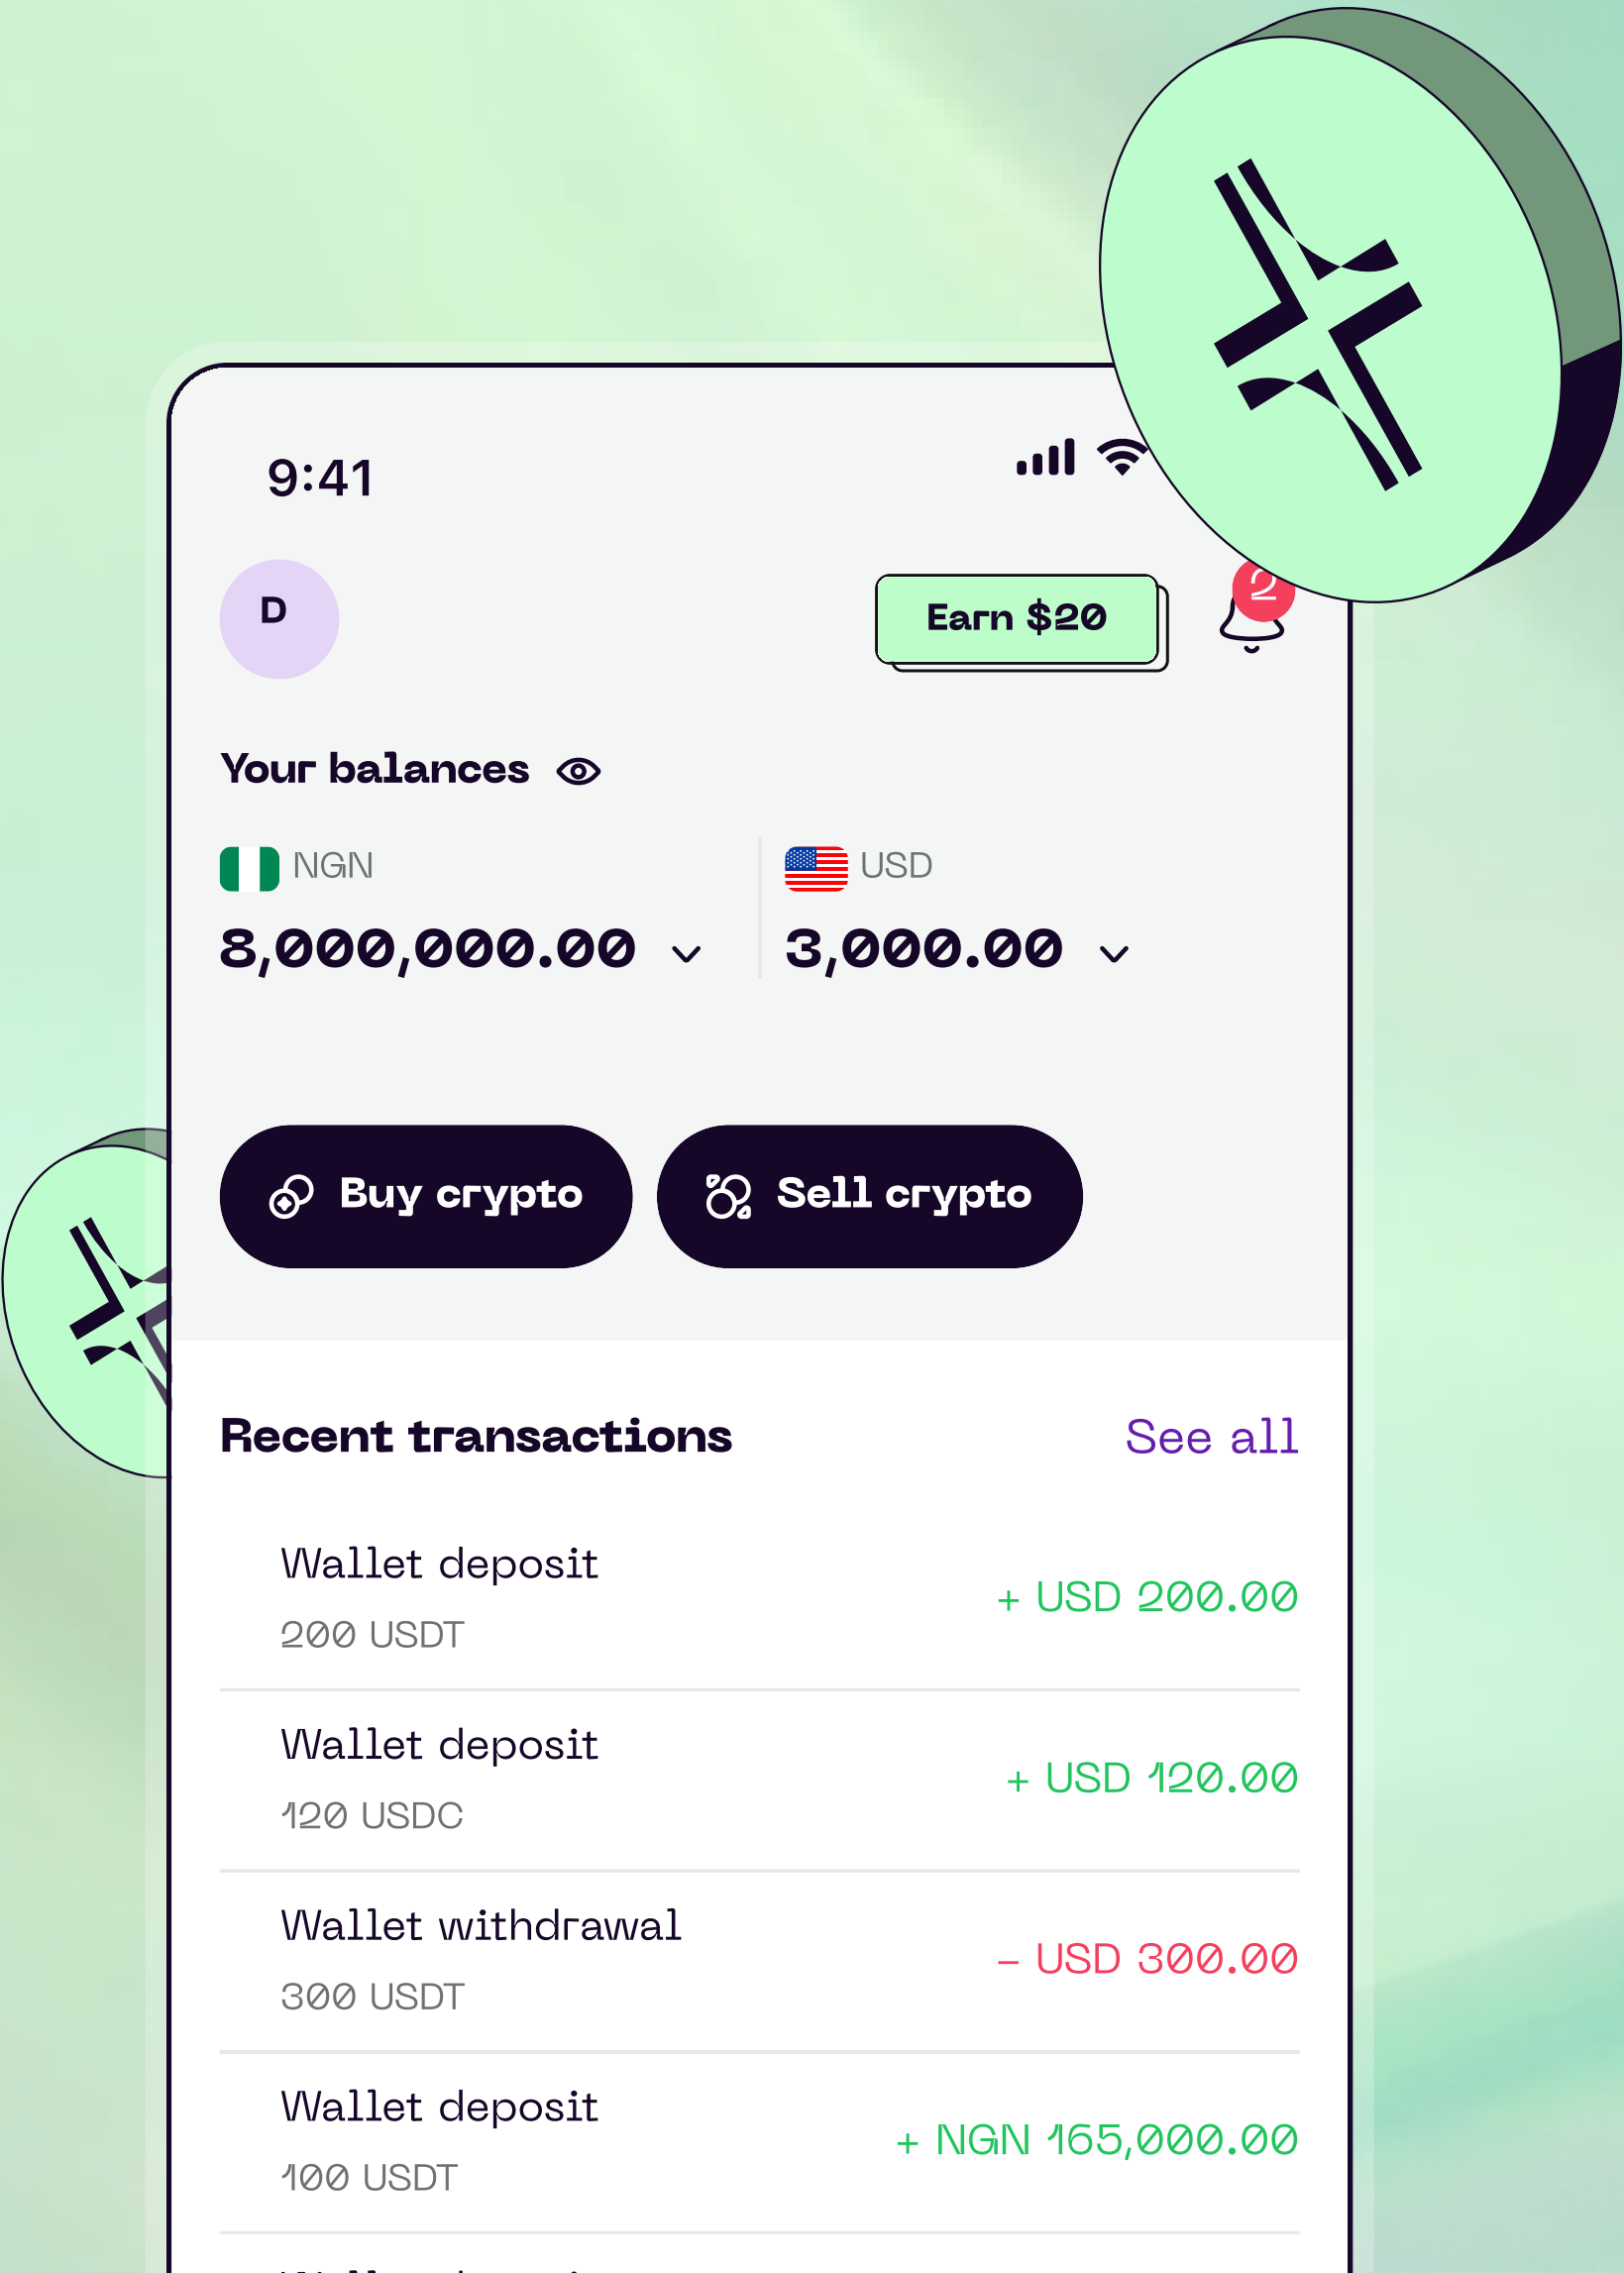 9:41
D
Earn $20
2
Your balances
NGN
USD
8,000,000.00
3,000.00
Buy crypto
Sell crypto
Recent transactions
See all
Wallet deposit
+ USD 200.00
200 USDT
Wallet deposit
+ USD 120.00
120 USDC
Wallet withdrawal
– USD 300.00
300 USDT
Wallet deposit
+ NGN 165,000.00
100 USDT